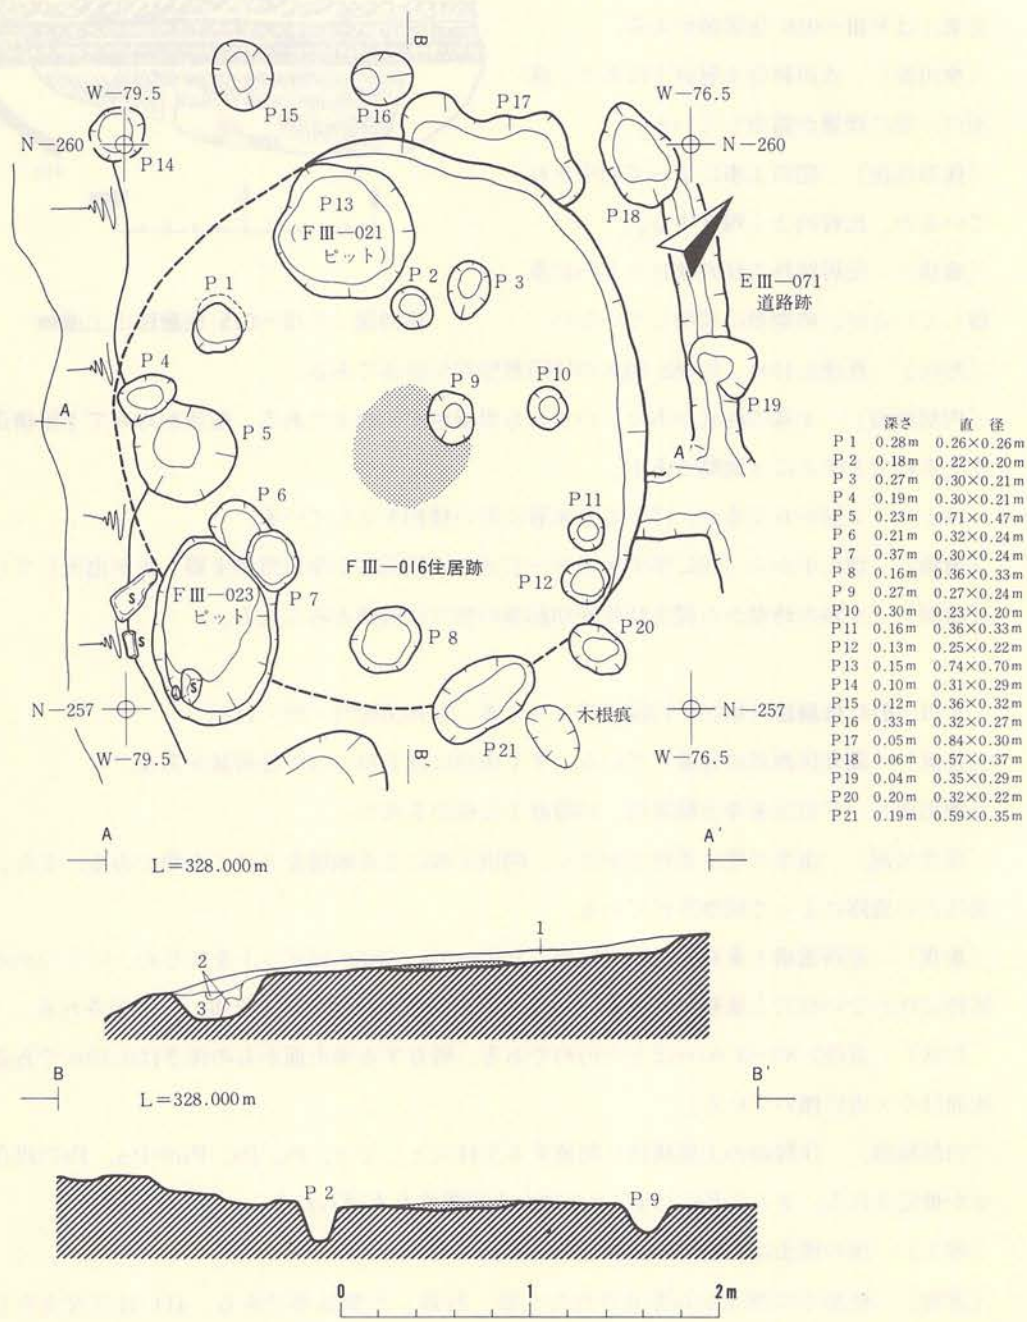 B
W—79.5
W—76.5
P15
P16
P17
N—260
N—260
P14
P18
P13
(FⅢ—021
ピット)
P1
P2
P3
EⅢ—071
道路跡
P4
P9
P10
P19
A
P5
A'
P6
P11
FⅢ—016住居跡
P12
FⅢ—023
ピット
P7
S
S
S
P8
P20
N—257
N—257
木根痕
W—79.5
B'
P21
W—76.5
深さ 直径
P1 0.28m 0.26×0.26m
P2 0.18m 0.22×0.20m
P3 0.27m 0.30×0.21m
P4 0.19m 0.30×0.21m
P5 0.23m 0.71×0.47m
P6 0.21m 0.32×0.24m
P7 0.37m 0.30×0.24m
P8 0.16m 0.36×0.33m
P9 0.27m 0.27×0.24m
P10 0.30m 0.23×0.20m
P11 0.16m 0.36×0.33m
P12 0.13m 0.25×0.22m
P13 0.15m 0.74×0.70m
P14 0.10m 0.31×0.29m
P15 0.12m 0.36×0.32m
P16 0.33m 0.32×0.27m
P17 0.05m 0.84×0.30m
P18 0.06m 0.57×0.37m
P19 0.04m 0.35×0.29m
P20 0.20m 0.32×0.22m
P21 0.19m 0.59×0.35m
A
A'
L=328.000m
1
2
3
B
B'
L=328.000m
P2
P9
0 1 2m